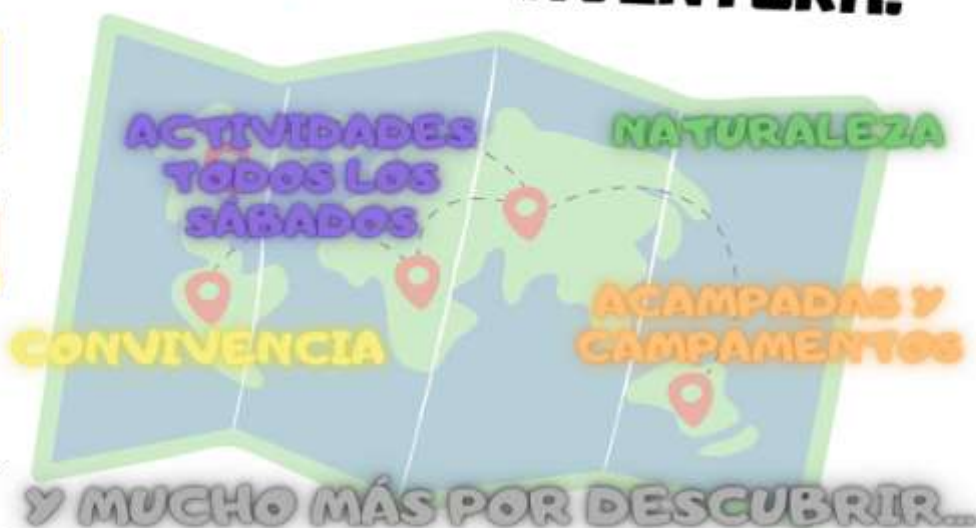 ACTIVIDADES
TODOS LOS
SÁBADOS
NATURALEZA
CONVIVENCIA
ACAMPADAS Y
CAMPAMENTOS
Y MUCHO MÁS POR DESCUBRIR...